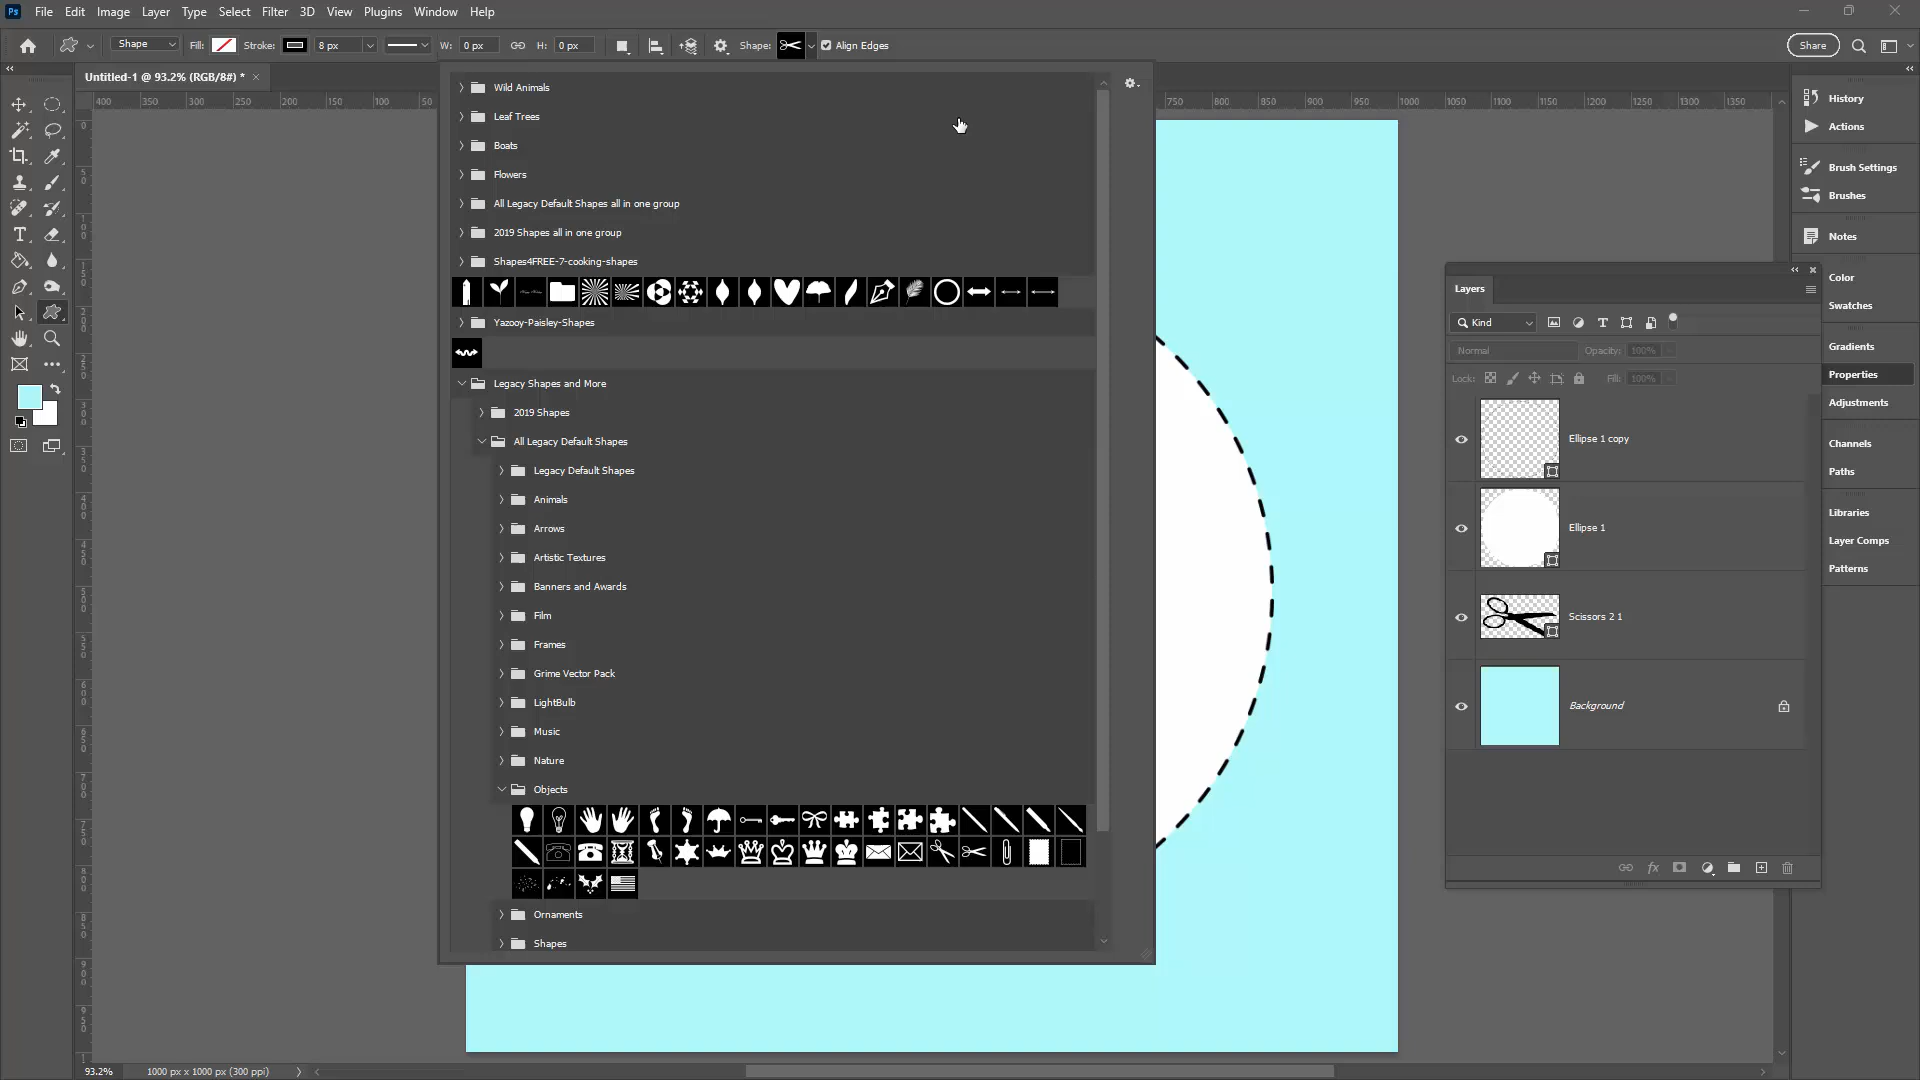 Ps File Edit Image Layer Type Select Filter 3D View Plugins Window Help
Shape Fill: Stroke: 8 px W: 0 px H: 0 px Shape: Align Edges Share
Untitled-1 @ 93.2% (RGB/8#) *
400 350 300 250 200 150 100 50 750 800 850 900 950 1000 1050 1100 1150 1200 1250 1300 1350
Wild Animals
Leaf Trees
Boats
Flowers
All Legacy Default Shapes all in one group
2019 Shapes all in one group
Shapes4FREE-7-cooking-shapes
Yazooy-Paisley-Shapes
Legacy Shapes and More
2019 Shapes
All Legacy Default Shapes
Legacy Default Shapes
Animals
Arrows
Artistic Textures
Banners and Awards
Film
Frames
Grime Vector Pack
LightBulb
Music
Nature
Objects
Ornaments
Shapes
Layers
Kind
Normal Opacity: 100%
Lock: Fill: 100%
Ellipse 1 copy
Ellipse 1
Scissors 2 1
Background
History
Actions
Brush Settings
Brushes
Notes
Color
Swatches
Gradients
Properties
Adjustments
Channels
Paths
Libraries
Layer Comps
Patterns
93.2% 1000 px x 1000 px (300 ppi)